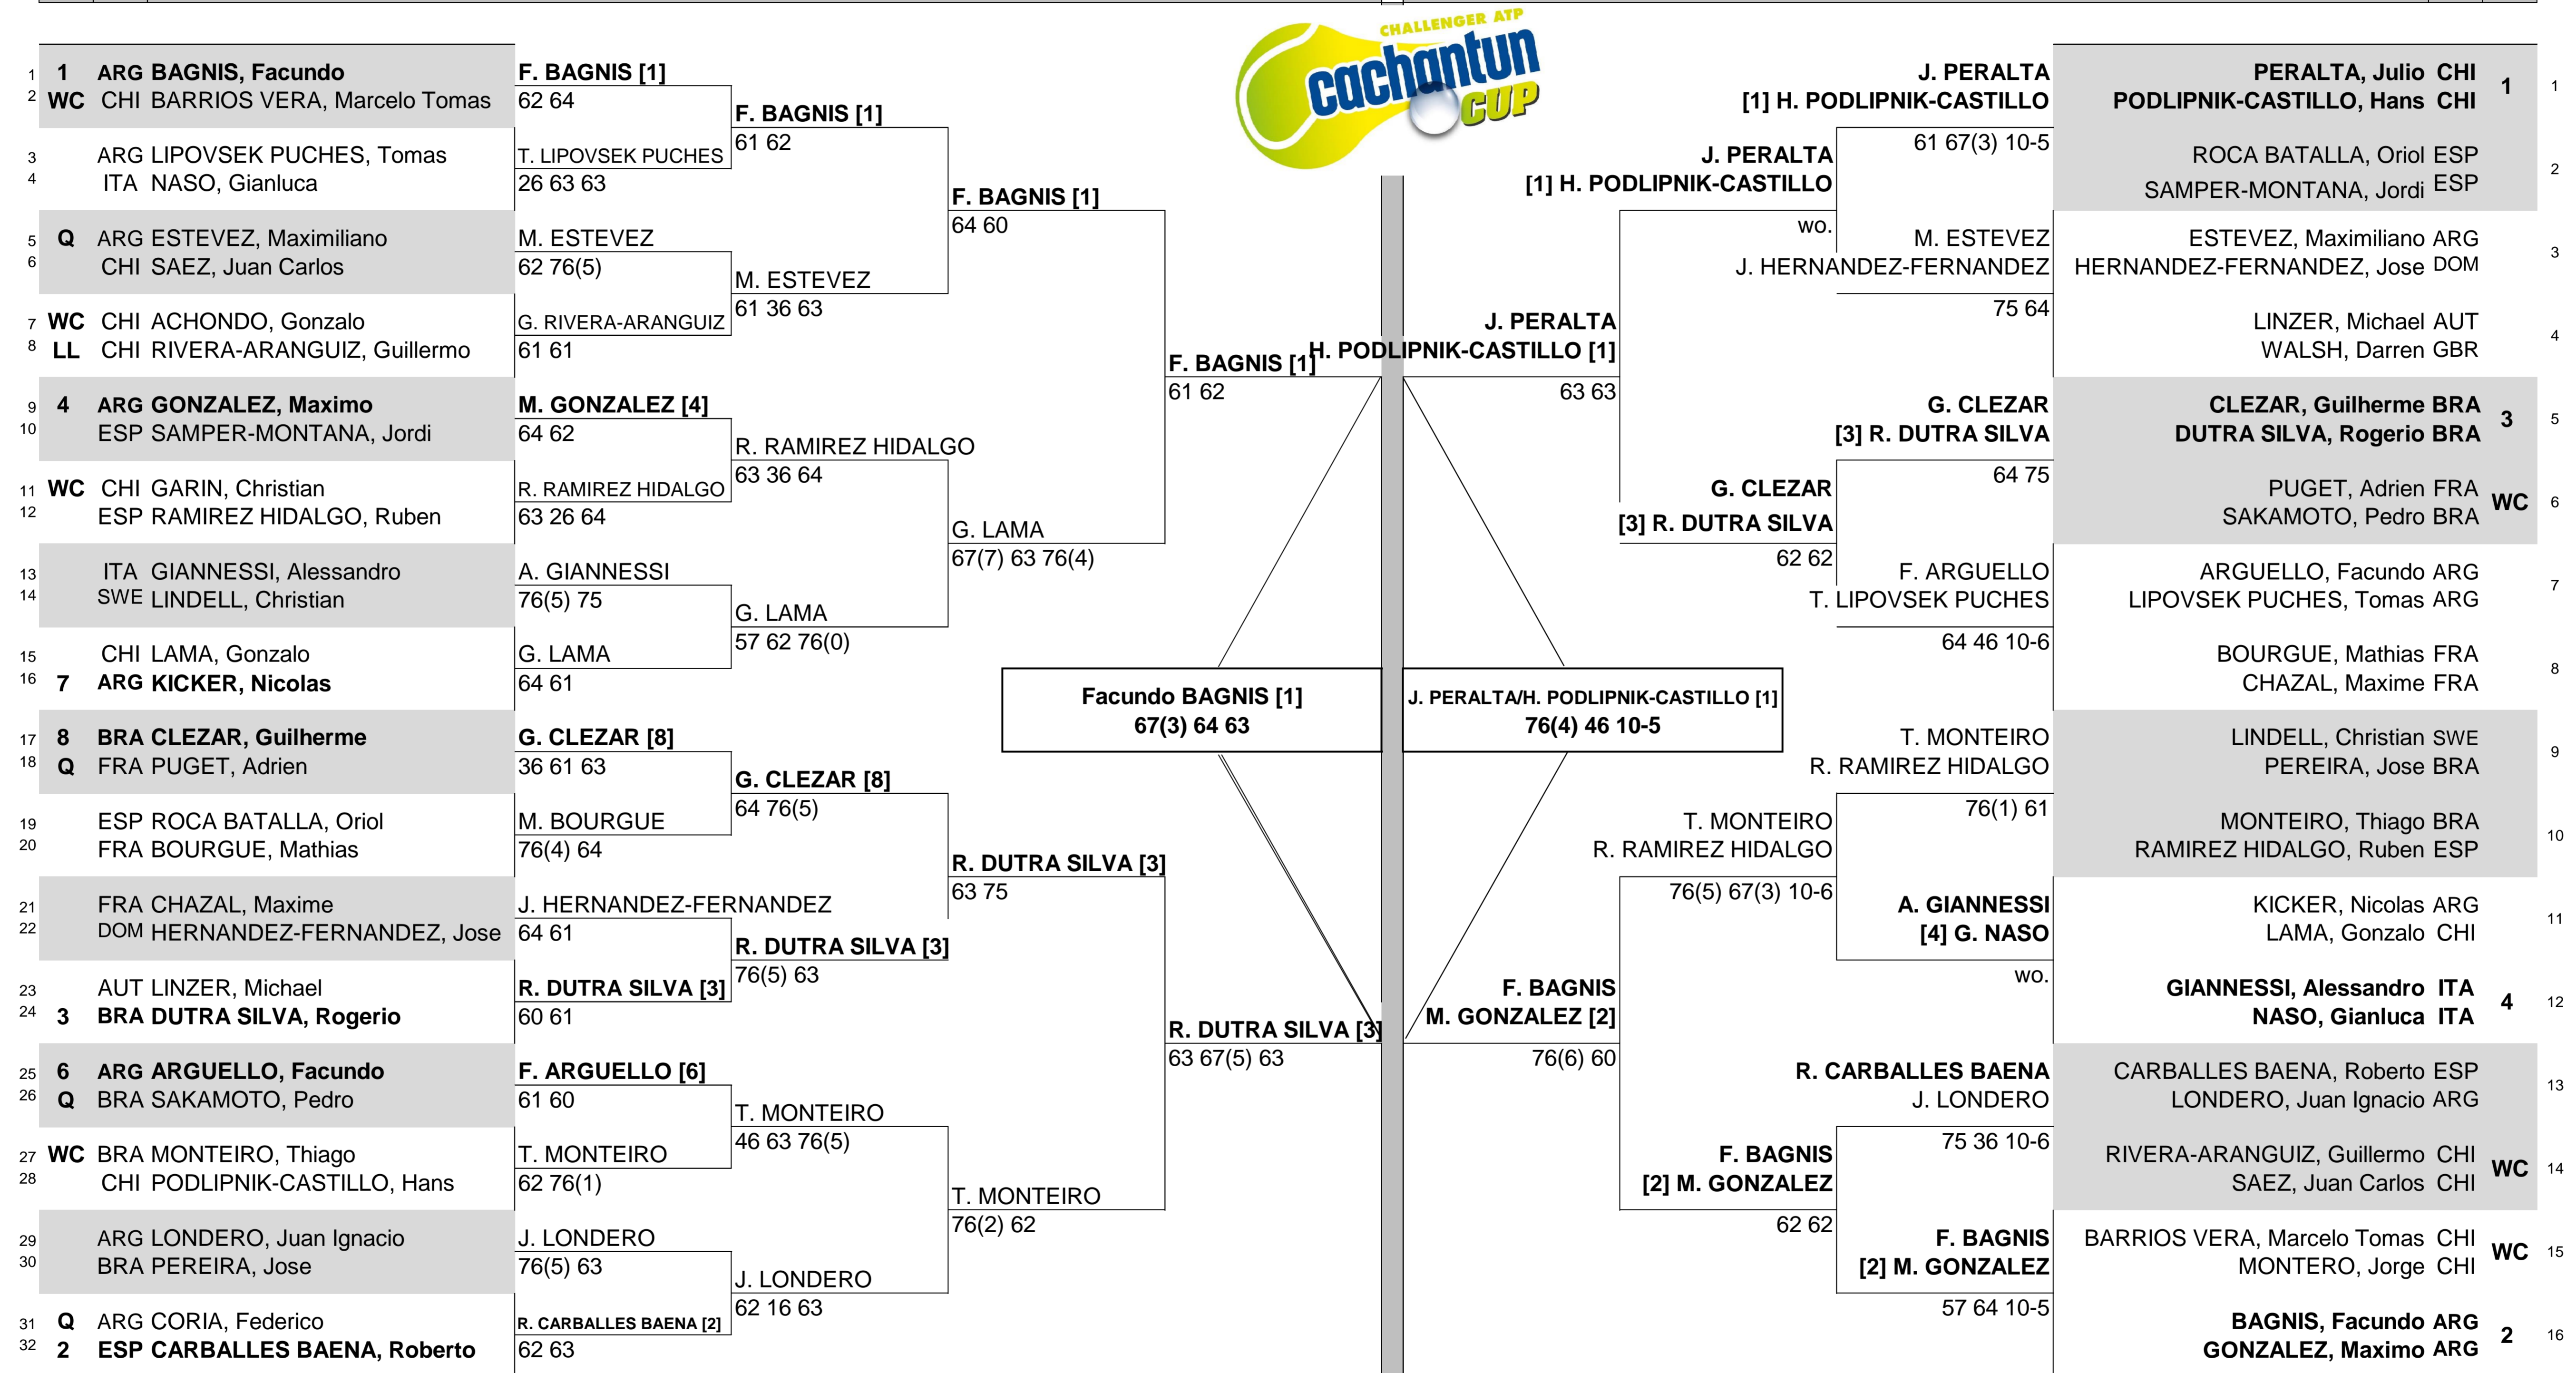 CHALLENGER ATP
cachantun
CUP
1 1 ARG BAGNIS, Facundo
2 WC CHI BARRIOS VERA, Marcelo Tomas
3 ARG LIPOVSEK PUCHES, Tomas
4 ITA NASO, Gianluca
5 Q ARG ESTEVEZ, Maximiliano
6 CHI SAEZ, Juan Carlos
7 WC CHI ACHONDO, Gonzalo
8 LL CHI RIVERA-ARANGUIZ, Guillermo
9 4 ARG GONZALEZ, Maximo
10 ESP SAMPER-MONTANA, Jordi
11 WC CHI GARIN, Christian
12 ESP RAMIREZ HIDALGO, Ruben
13 ITA GIANNESSI, Alessandro
14 SWE LINDELL, Christian
15 CHI LAMA, Gonzalo
16 7 ARG KICKER, Nicolas
17 8 BRA CLEZAR, Guilherme
18 Q FRA PUGET, Adrien
19 ESP ROCA BATALLA, Oriol
20 FRA BOURGUE, Mathias
21 FRA CHAZAL, Maxime
22 DOM HERNANDEZ-FERNANDEZ, Jose
23 AUT LINZER, Michael
24 3 BRA DUTRA SILVA, Rogerio
25 6 ARG ARGUELLO, Facundo
26 Q BRA SAKAMOTO, Pedro
27 WC BRA MONTEIRO, Thiago
28 CHI PODLIPNIK-CASTILLO, Hans
29 ARG LONDERO, Juan Ignacio
30 BRA PEREIRA, Jose
31 Q ARG CORIA, Federico
32 2 ESP CARBALLES BAENA, Roberto
F. BAGNIS [1]
62 64
T. LIPOVSEK PUCHES
26 63 63
M. ESTEVEZ
62 76(5)
G. RIVERA-ARANGUIZ
61 61
M. GONZALEZ [4]
64 62
R. RAMIREZ HIDALGO
63 26 64
A. GIANNESSI
76(5) 75
G. LAMA
64 61
G. CLEZAR [8]
36 61 63
M. BOURGUE
76(4) 64
J. HERNANDEZ-FERNANDEZ
64 61
R. DUTRA SILVA [3]
60 61
F. ARGUELLO [6]
61 60
T. MONTEIRO
62 76(1)
J. LONDERO
76(5) 63
R. CARBALLES BAENA [2]
62 63
F. BAGNIS [1]
61 62
M. ESTEVEZ
61 36 63
R. RAMIREZ HIDALGO
63 36 64
G. LAMA
57 62 76(0)
G. CLEZAR [8]
64 76(5)
R. DUTRA SILVA [3]
76(5) 63
T. MONTEIRO
46 63 76(5)
J. LONDERO
62 16 63
F. BAGNIS [1]
64 60
G. LAMA
67(7) 63 76(4)
R. DUTRA SILVA [3]
63 75
T. MONTEIRO
76(2) 62
F. BAGNIS [1]
61 62
R. DUTRA SILVA [3]
63 67(5) 63
Facundo BAGNIS [1]
67(3) 64 63
J. PERALTA/H. PODLIPNIK-CASTILLO [1]
76(4) 46 10-5
J. PERALTA
H. PODLIPNIK-CASTILLO [1]
63 63
F. BAGNIS
M. GONZALEZ [2]
76(6) 60
J. PERALTA
[1] H. PODLIPNIK-CASTILLO
wo.
G. CLEZAR
[3] R. DUTRA SILVA
62 62
T. MONTEIRO
R. RAMIREZ HIDALGO
76(5) 67(3) 10-6
F. BAGNIS
[2] M. GONZALEZ
62 62
J. PERALTA
[1] H. PODLIPNIK-CASTILLO
61 67(3) 10-5
M. ESTEVEZ
J. HERNANDEZ-FERNANDEZ
75 64
G. CLEZAR
[3] R. DUTRA SILVA
64 75
F. ARGUELLO
T. LIPOVSEK PUCHES
64 46 10-6
T. MONTEIRO
R. RAMIREZ HIDALGO
76(1) 61
A. GIANNESSI
[4] G. NASO
wo.
R. CARBALLES BAENA
J. LONDERO
75 36 10-6
F. BAGNIS
[2] M. GONZALEZ
57 64 10-5
PERALTA, Julio CHI
PODLIPNIK-CASTILLO, Hans CHI
1 1
ROCA BATALLA, Oriol ESP
SAMPER-MONTANA, Jordi ESP
2
ESTEVEZ, Maximiliano ARG
HERNANDEZ-FERNANDEZ, Jose DOM
3
LINZER, Michael AUT
WALSH, Darren GBR
4
CLEZAR, Guilherme BRA
DUTRA SILVA, Rogerio BRA
3 5
PUGET, Adrien FRA
SAKAMOTO, Pedro BRA
WC 6
ARGUELLO, Facundo ARG
LIPOVSEK PUCHES, Tomas ARG
7
BOURGUE, Mathias FRA
CHAZAL, Maxime FRA
8
LINDELL, Christian SWE
PEREIRA, Jose BRA
9
MONTEIRO, Thiago BRA
RAMIREZ HIDALGO, Ruben ESP
10
KICKER, Nicolas ARG
LAMA, Gonzalo CHI
11
GIANNESSI, Alessandro ITA
NASO, Gianluca ITA
4 12
CARBALLES BAENA, Roberto ESP
LONDERO, Juan Ignacio ARG
13
RIVERA-ARANGUIZ, Guillermo CHI
SAEZ, Juan Carlos CHI
WC 14
BARRIOS VERA, Marcelo Tomas CHI
MONTERO, Jorge CHI
WC 15
BAGNIS, Facundo ARG
GONZALEZ, Maximo ARG
2 16